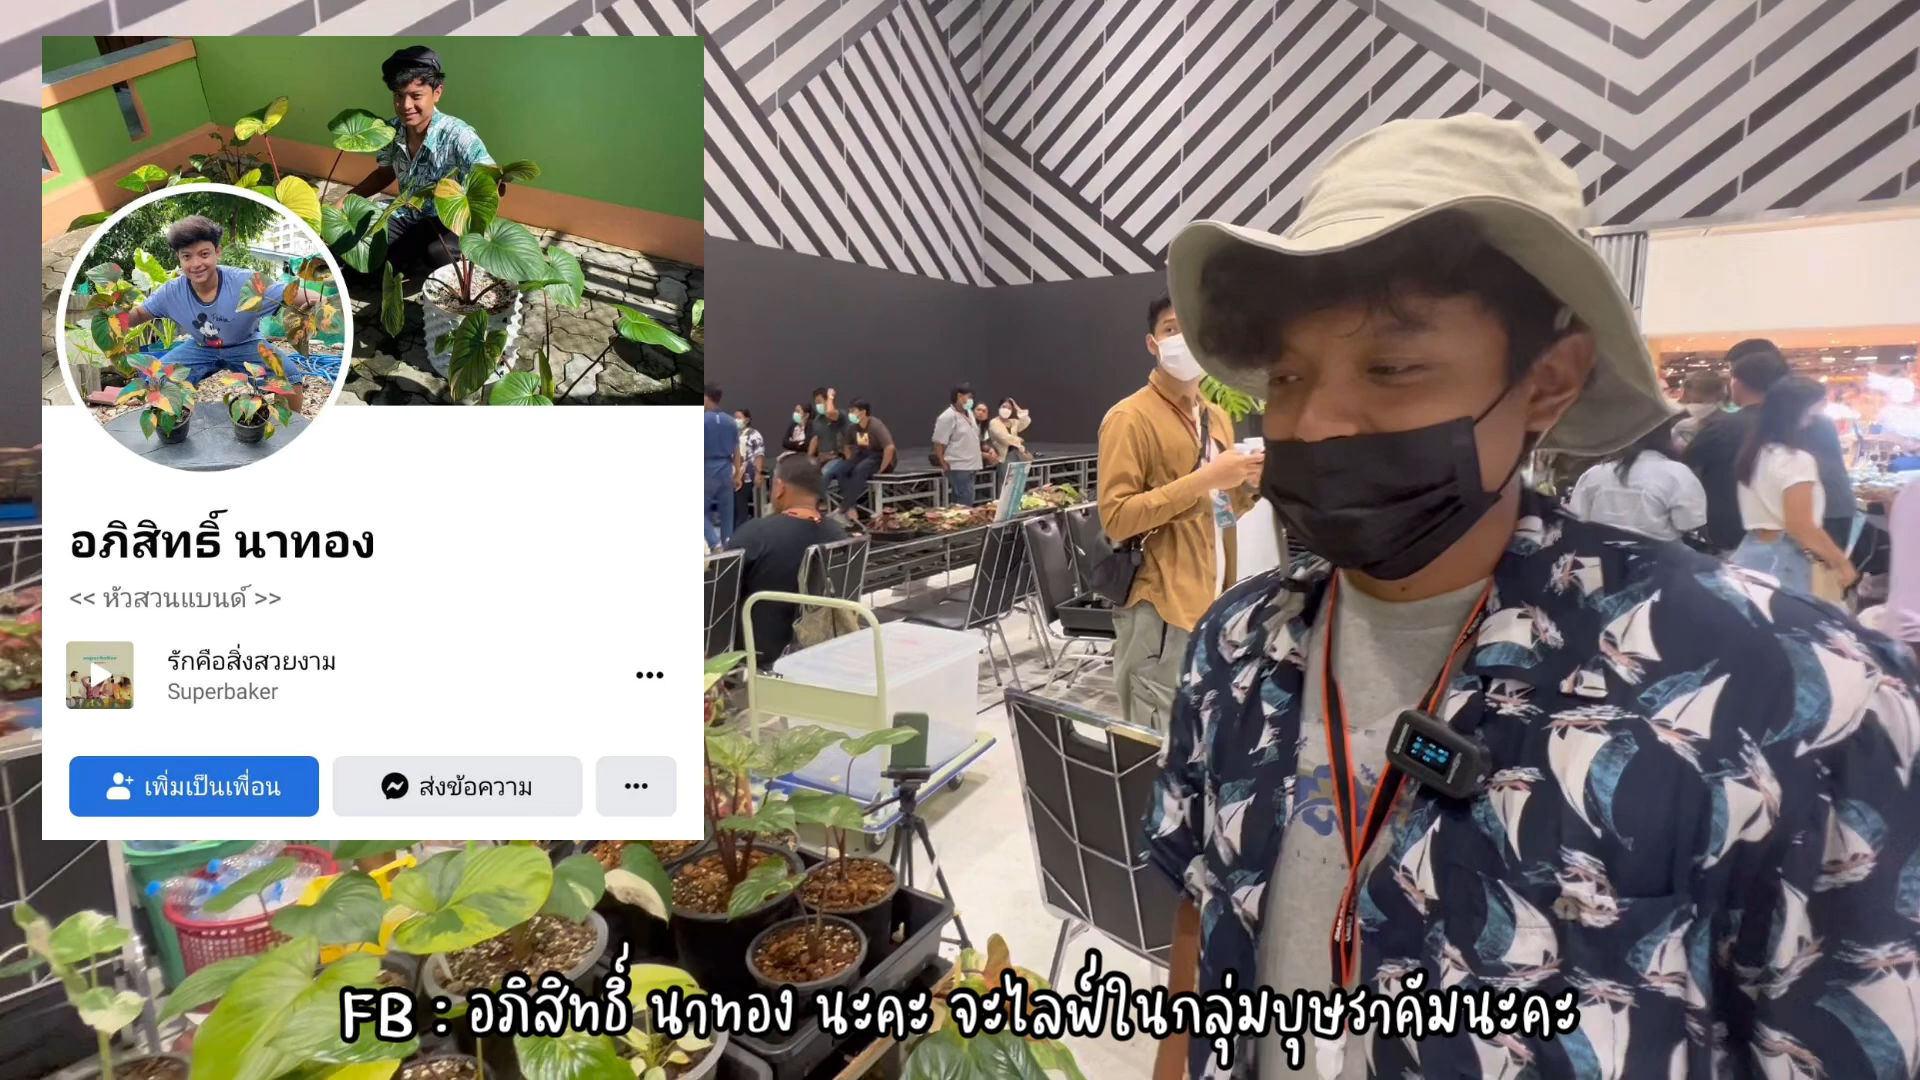 อภิสิทธิ์ นาทอง
<< หัวสวนแบนด์ >>
รักคือสิ่งสวยงาม
Superbaker
เพิ่มเป็นเพื่อน
ส่งข้อความ
FB : อภิสิทธิ์ นาทอง นะคะ จะไลฟ์ในกลุ่มบุษราคัมนะคะ